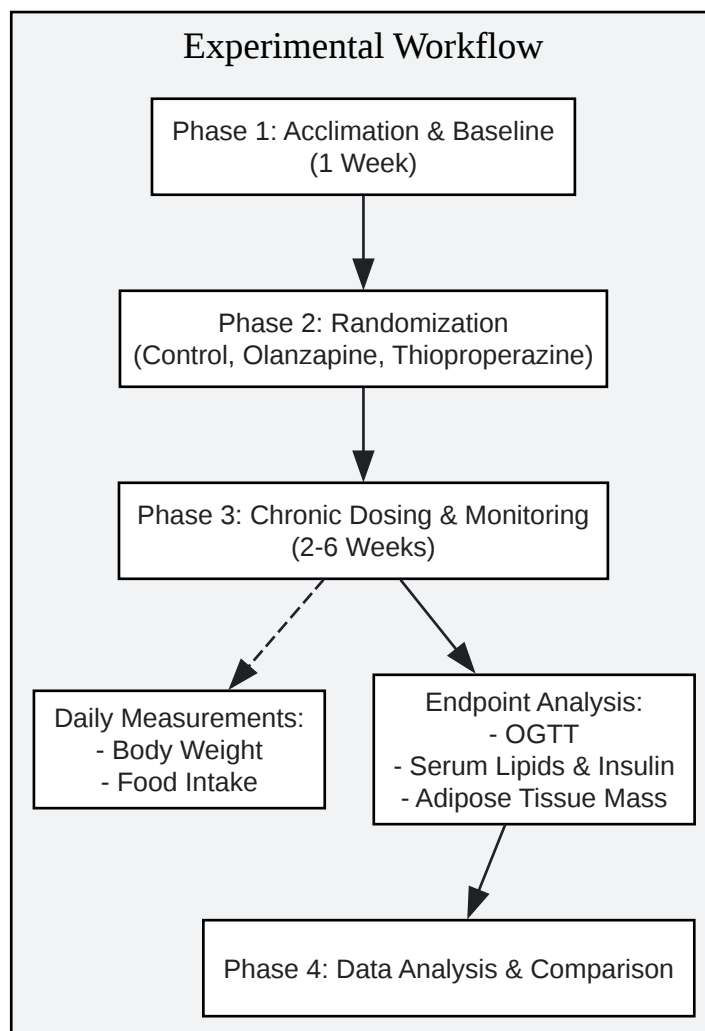 Experimental Workflow
Phase 1: Acclimation & Baseline
(1 Week)
Phase 2: Randomization
(Control, Olanzapine, Thioproperazine)
Phase 3: Chronic Dosing & Monitoring
(2-6 Weeks)
Daily Measurements:
- Body Weight
- Food Intake
Endpoint Analysis:
- OGTT
- Serum Lipids & Insulin
- Adipose Tissue Mass
Phase 4: Data Analysis & Comparison